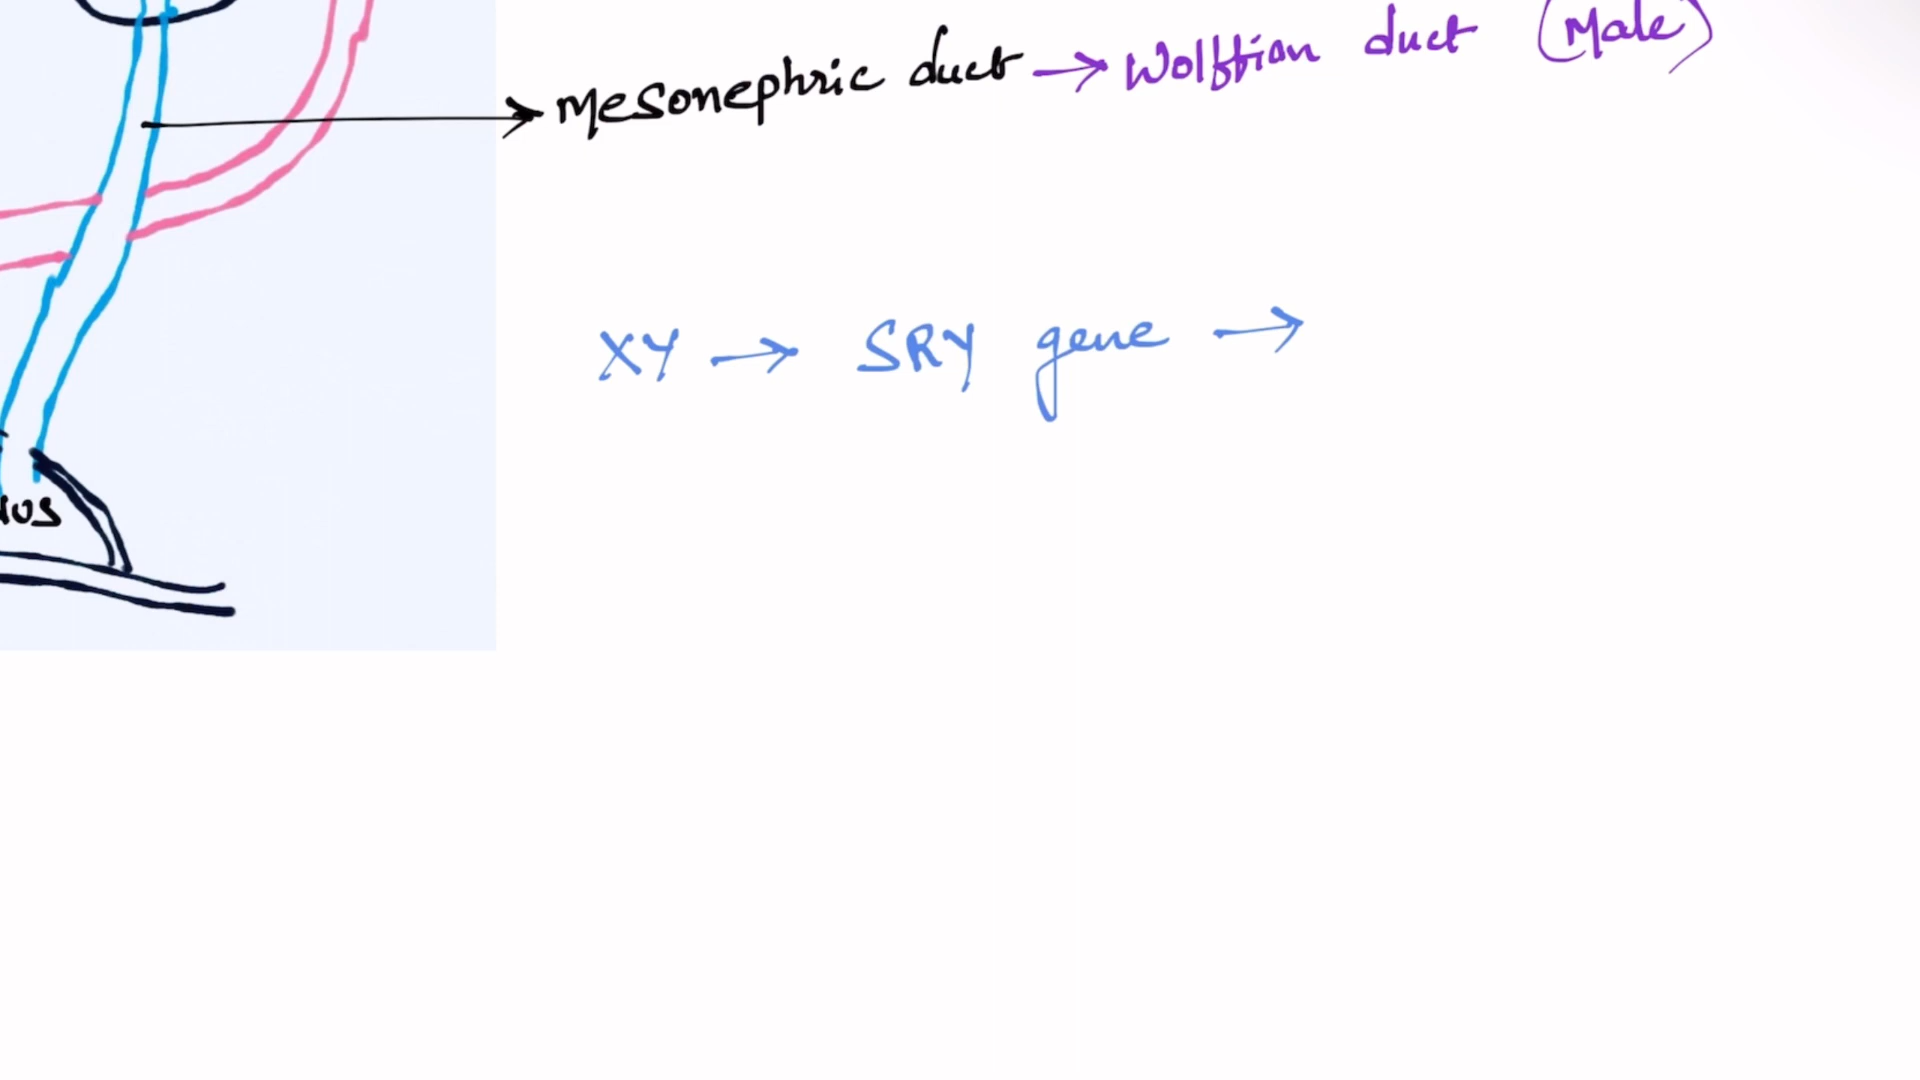 mesonephric duct → Wolffian duct (Male)
XY → SRY gene →